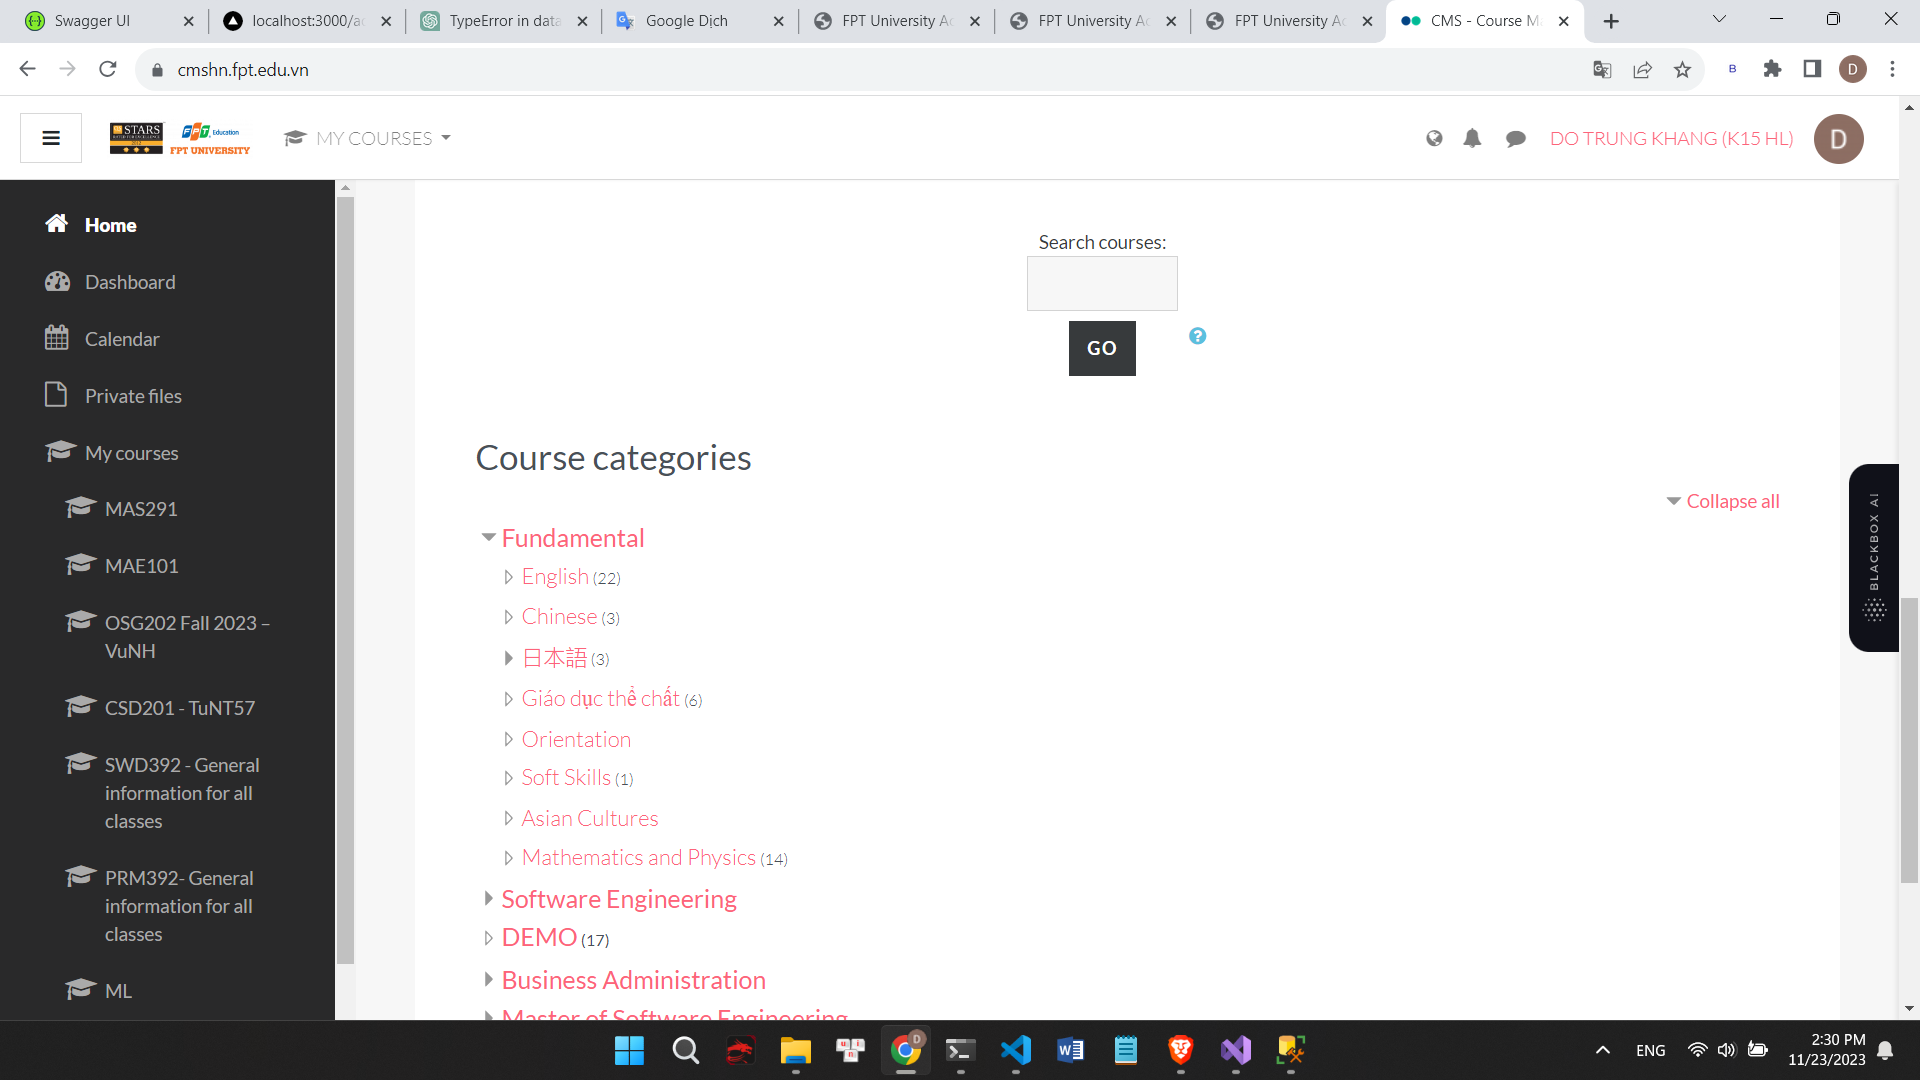 Swagger UI
localhost:3000/a
TypeError in data
Google Dịch
FPT University A
FPT University A
FPT University A
CMS - Course M
cmshn.fpt.edu.vn
B
D
STARS
FPT Education
FPT UNIVERSITY
MY COURSES
DO TRUNG KHANG (K15 HL)
D
Home
Dashboard
Calendar
Private files
My courses
MAS291
MAE101
OSG202 Fall 2023 –
VuNH
CSD201 - TuNT57
SWD392 - General
information for all
classes
PRM392- General
information for all
classes
ML
Search courses:
GO
Course categories
Collapse all
Fundamental
English (22)
Chinese (3)
日本語 (3)
Giáo dục thể chất (6)
Orientation
Soft Skills (1)
Asian Cultures
Mathematics and Physics (14)
Software Engineering
DEMO (17)
Business Administration
Master of Software Engineering
BLACKBOX AI
D
ENG
2:30 PM
11/23/2023